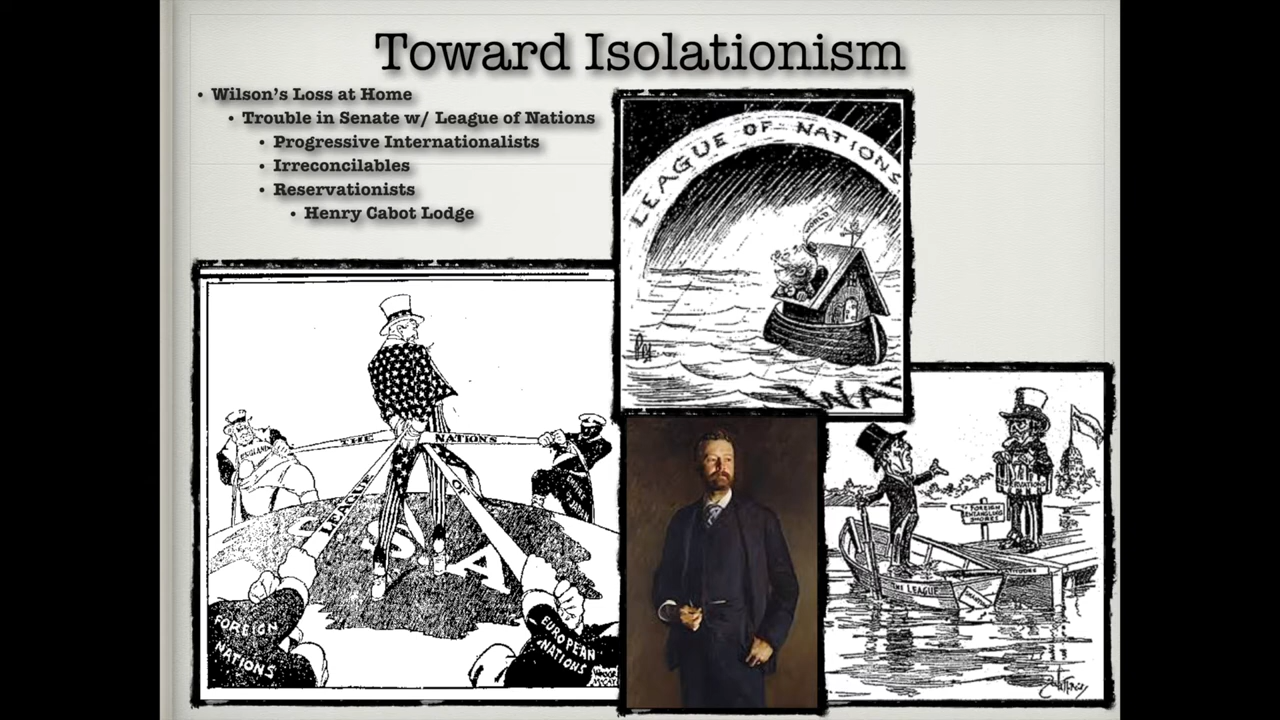 Toward Isolationism
• Wilson's Loss at Home
• Trouble in Senate w/ League of Nations
• Progressive Internationalists
• Irreconcilables
• Reservationists
• Henry Cabot Lodge
LEAGUE OF NATIONS
WORLD
WAR
ENGLAND
THE
NATIONS
LEAGUE
OF
USA
FOREIGN
NATIONS
EUROPEAN
NATIONS
RESERVATIONS
TO FOREIGN
ENTANGLING
SHORES
THE LEAGUE